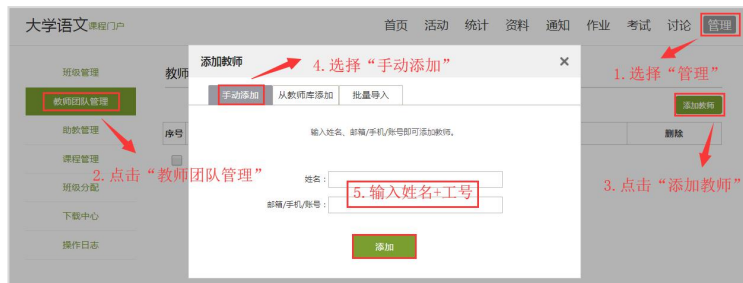 大学语文课程门户 首页 活动 统计 资料 通知 作业 考试 讨论 管理
添加教师 ×
4.选择“手动添加”
1.选择“管理”
班级管理
教师
手动添加 从教师库添加 批量导入
教师团队管理
添加教师
助教管理
序号
输入姓名、邮箱/手机/账号即可添加教师。
删除
课程管理
2.点击“教师团队管理”
姓名：
3.点击“添加教师”
班级分配
5.输入姓名+工号
邮箱/手机/账号：
下载中心
操作日志
添加